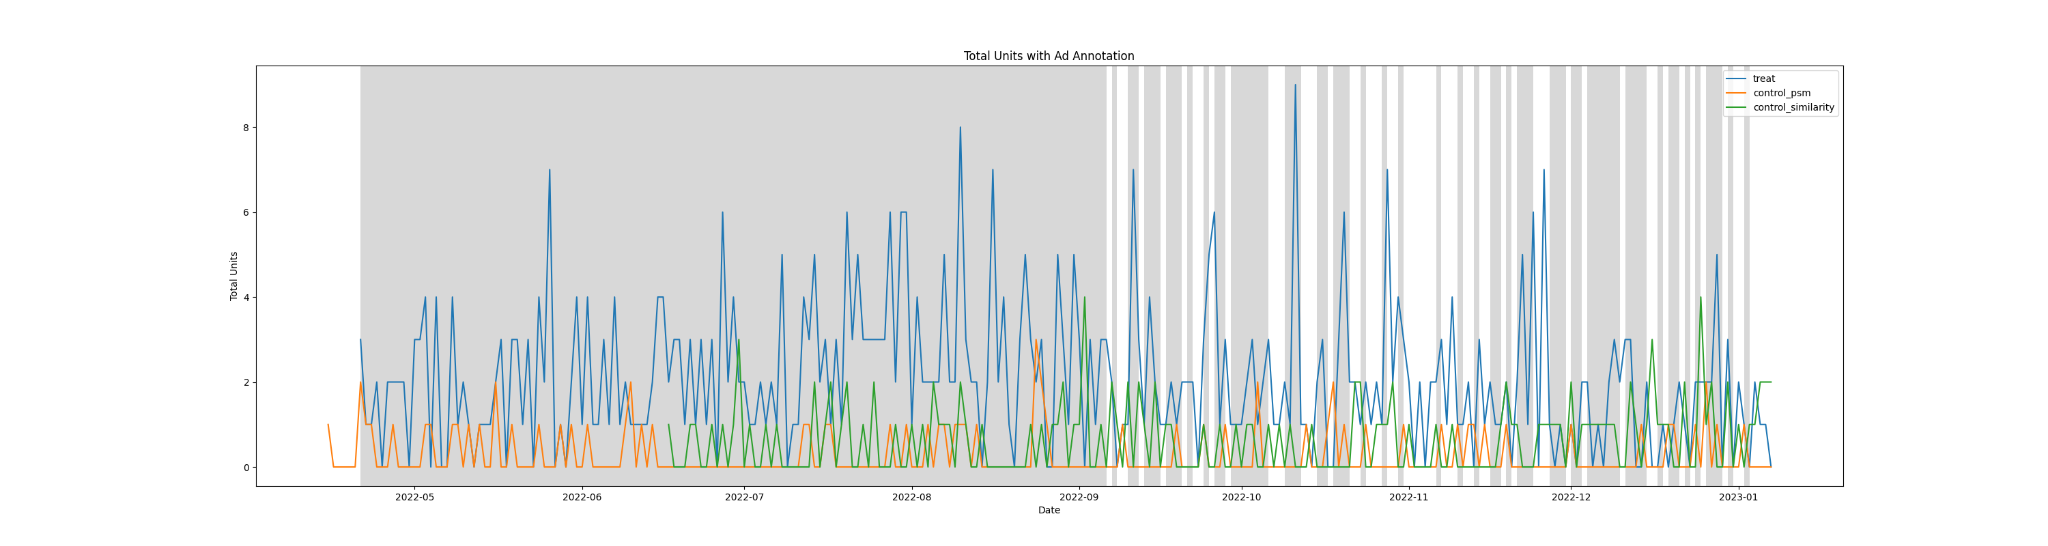 Total Units with Ad Annotation
treat
control_psm
control_similarity
Total Units
8
6
4
2
0
2022-05
2022-06
2022-07
2022-08
2022-09
2022-10
2022-11
2022-12
2023-01
Date